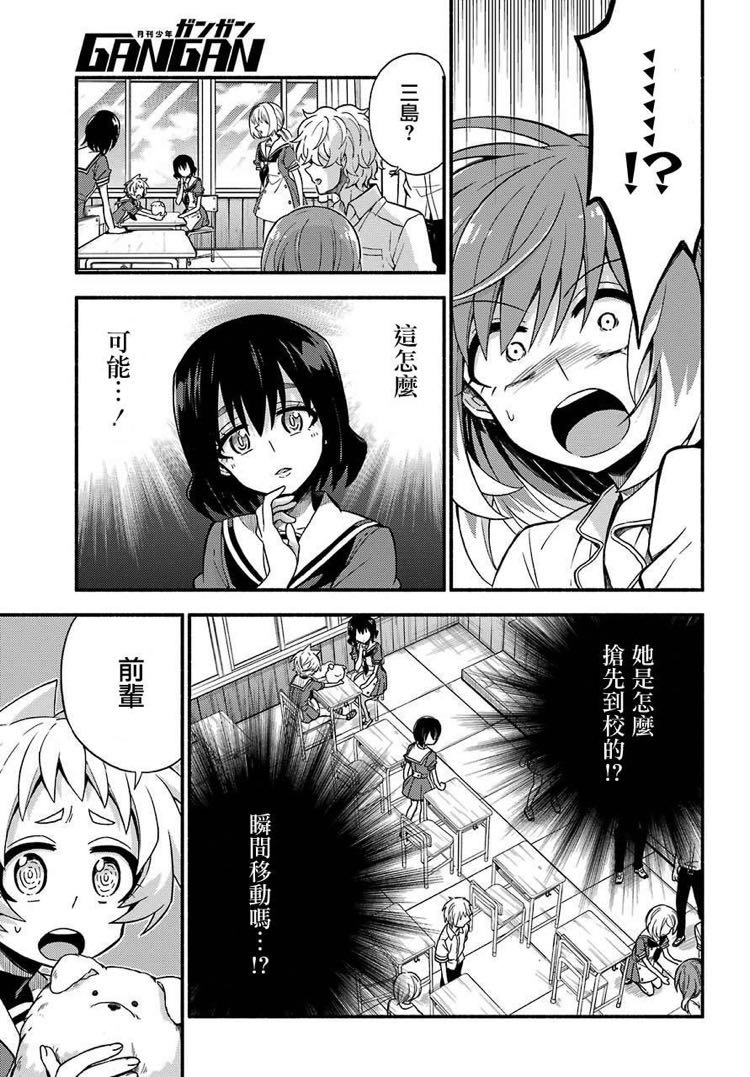 月刊少年
ガンガン
GANGAN
……!?
三島？
這怎麼
可能…！
她是怎麼
搶先到校的!?
瞬間移動嗎…!?
前輩